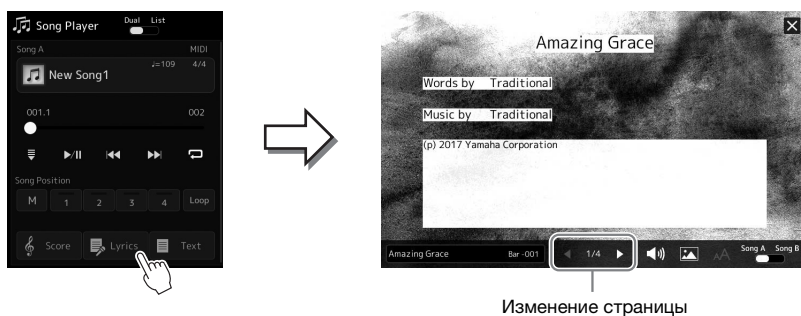 Song Player
Dual List
Song A MIDI
♩=109 4/4
New Song1
001.1 002
Song Position
M 1 2 3 4 Loop
Score Lyrics Text
Amazing Grace
Words by Traditional
Music by Traditional
(p) 2017 Yamaha Corporation
Amazing Grace Bar -001 1/4 AA Song A Song B
Изменение страницы